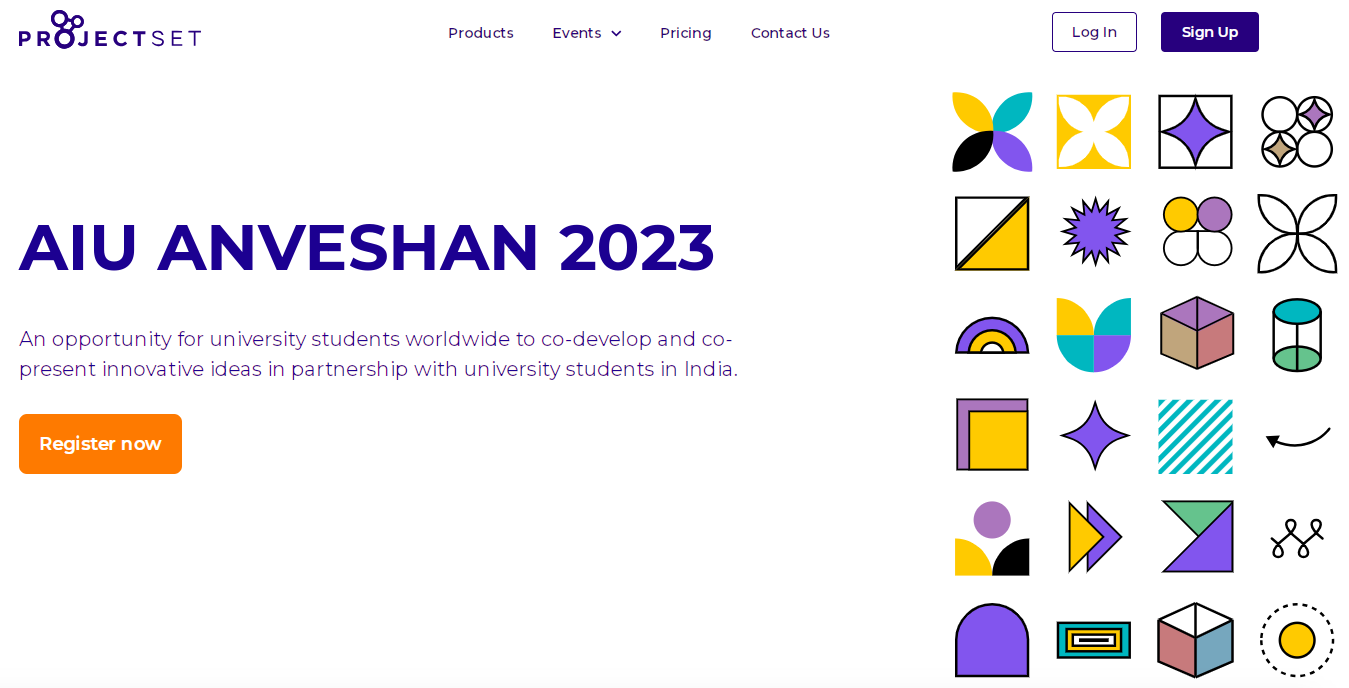 PROJECTSET
Products
Events
Pricing
Contact Us
Log In
Sign Up
AIU ANVESHAN 2023
An opportunity for university students worldwide to co-develop and co-
present innovative ideas in partnership with university students in India.
Register now